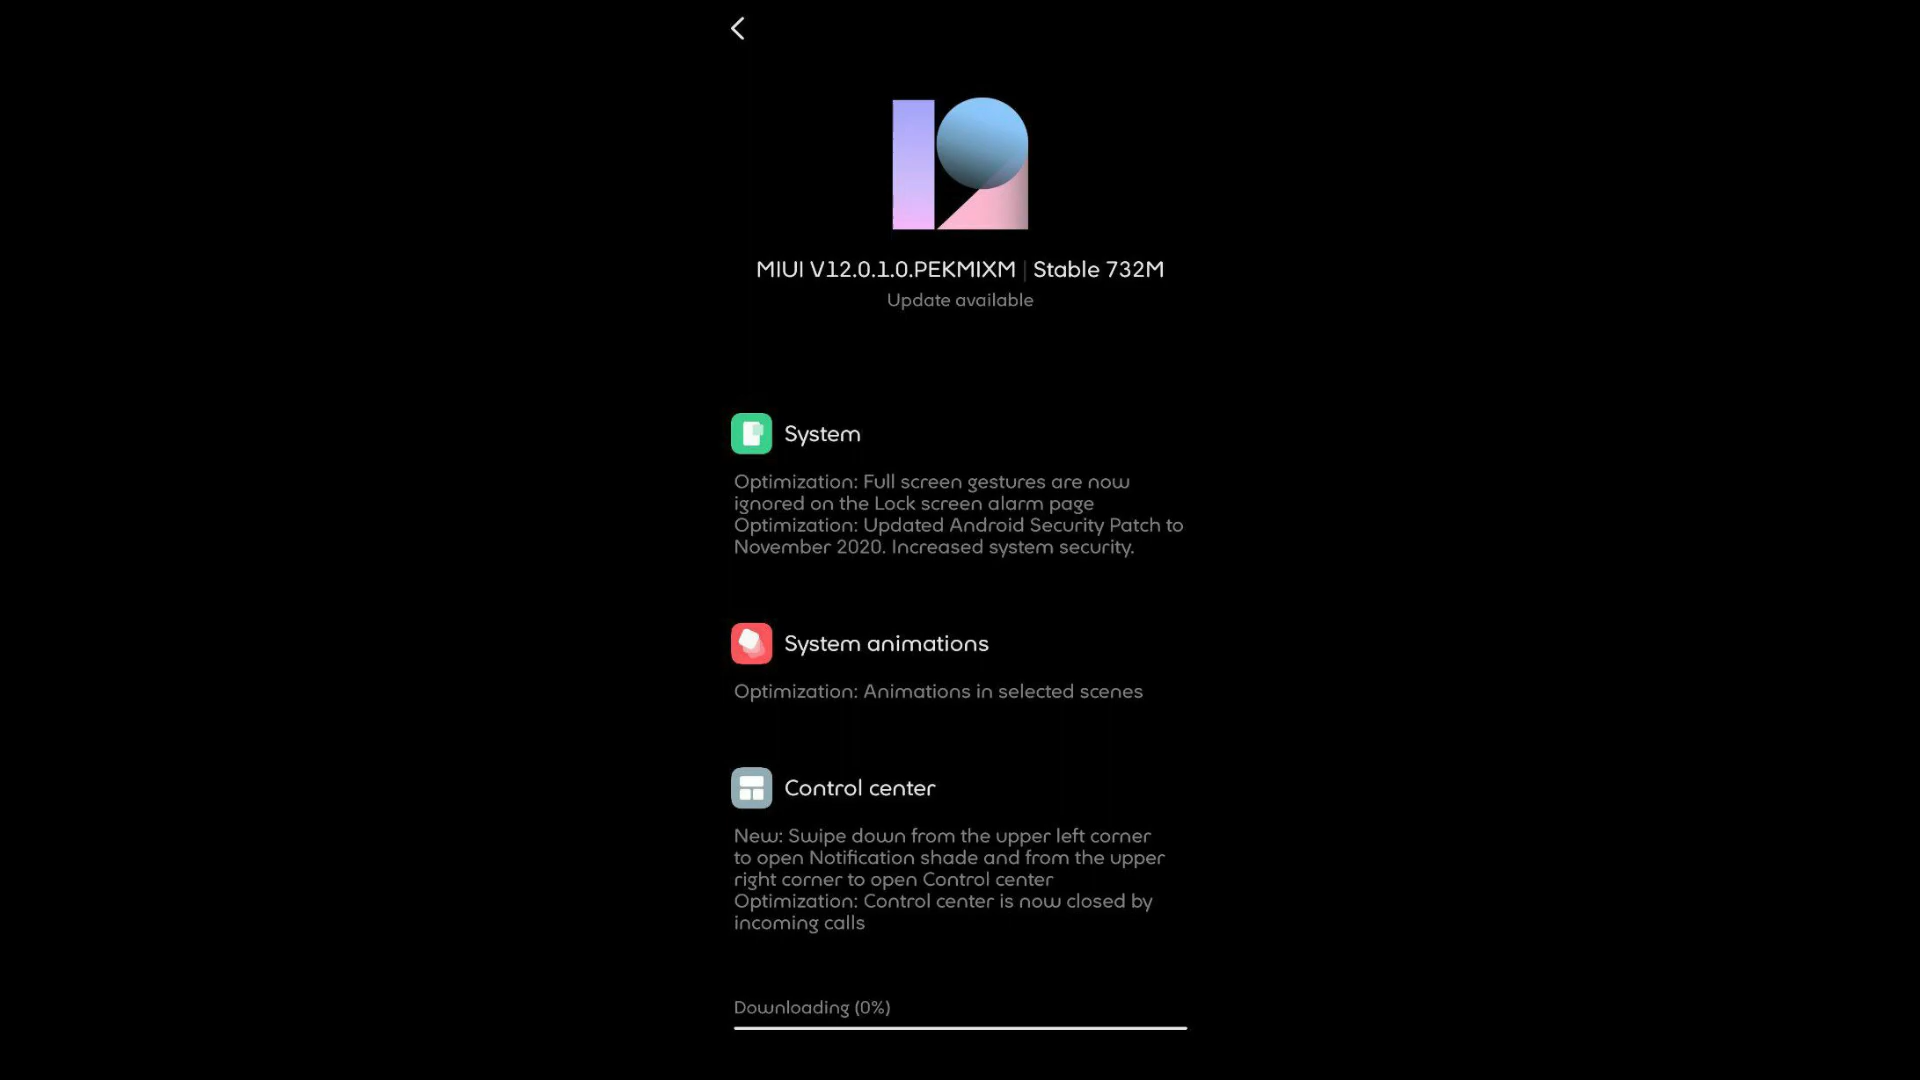 12
MIUI V12.0.1.0.PEKMIXM | Stable 732M
Update available
System
Optimization: Full screen gestures are now
ignored on the Lock screen alarm page
Optimization: Updated Android Security Patch to
November 2020. Increased system security.
System animations
Optimization: Animations in selected scenes
Control center
New: Swipe down from the upper left corner
to open Notification shade and from the upper
right corner to open Control center
Optimization: Control center is now closed by
incoming calls
Downloading (0%)